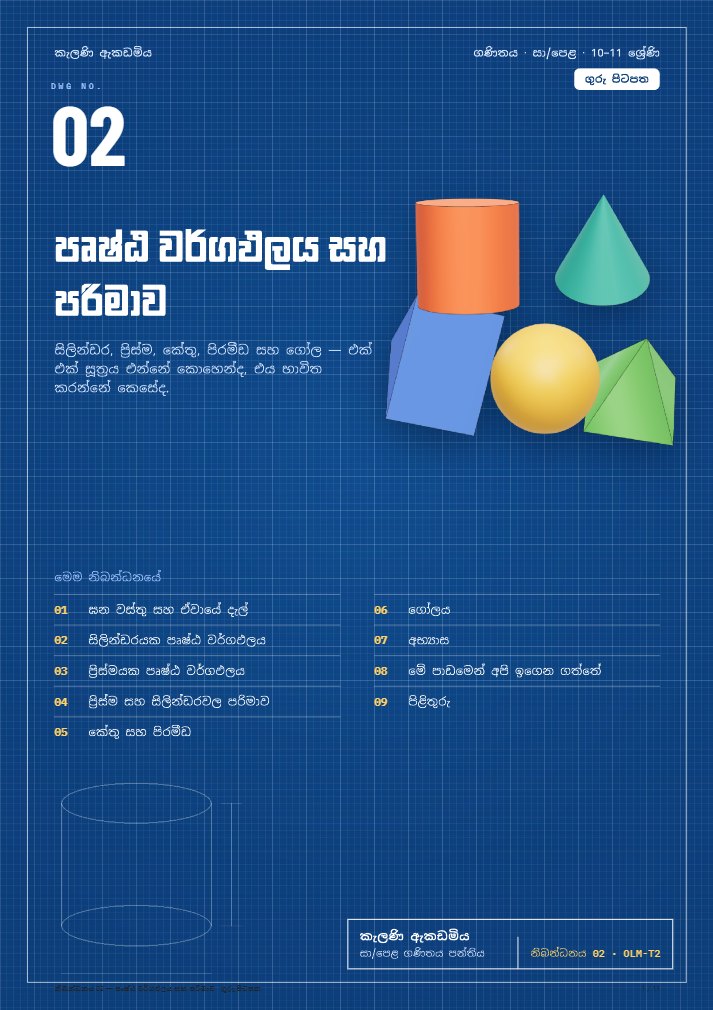 කැලණි ඇකඩමිය
ගණිතය · සා/පෙළ · 10–11 ශ්‍රේණි
ගුරු පිටපත
DWG NO.
02
පෘෂ්ඨ වර්ගඵලය සහ
පරිමාව
සිලින්ඩර, ප්‍රිස්ම, කේතු, පිරමීඩ සහ ගෝල — එක්
එක් සූත්‍රය එන්නේ කොහෙන්ද, එය භාවිත
කරන්නේ කෙසේද.
මෙම නිබන්ධනයේ
01 ඝන වස්තු සහ ඒවායේ දැල්
02 සිලින්ඩරයක පෘෂ්ඨ වර්ගඵලය
03 ප්‍රිස්මයක පෘෂ්ඨ වර්ගඵලය
04 ප්‍රිස්ම සහ සිලින්ඩරවල පරිමාව
05 කේතු සහ පිරමීඩ
06 ගෝලය
07 අභ්‍යාස
08 මේ පාඩමෙන් අපි ඉගෙන ගත්තේ
09 පිළිතුරු
කැලණි ඇකඩමිය
සා/පෙළ ගණිතය පන්තිය
නිබන්ධනය 02 · OLM-T2